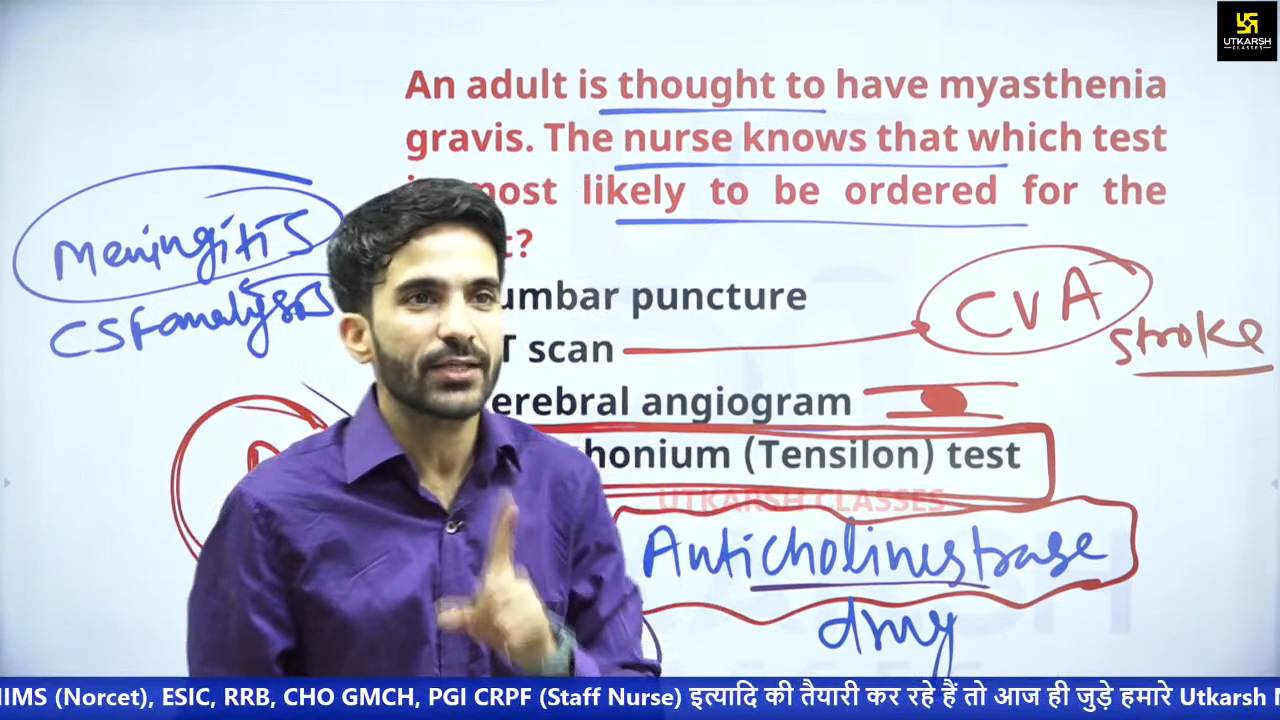 UTKARSH
CLASSES
An adult is thought to have myasthenia
gravis. The nurse knows that which test
most likely to be ordered for the
t?
umbar puncture
T scan
erebral angiogram
honium (Tensilon) test
UTKARSH CLASSES
Meningitis
CSF analysis
CVA
stroke
Anticholinestrase
drug
IIMS (Norcet), ESIC, RRB, CHO GMCH, PGI CRPF (Staff Nurse) इत्यादि की तैयारी कर रहे हैं तो आज ही जुड़े हमारे Utkarsh